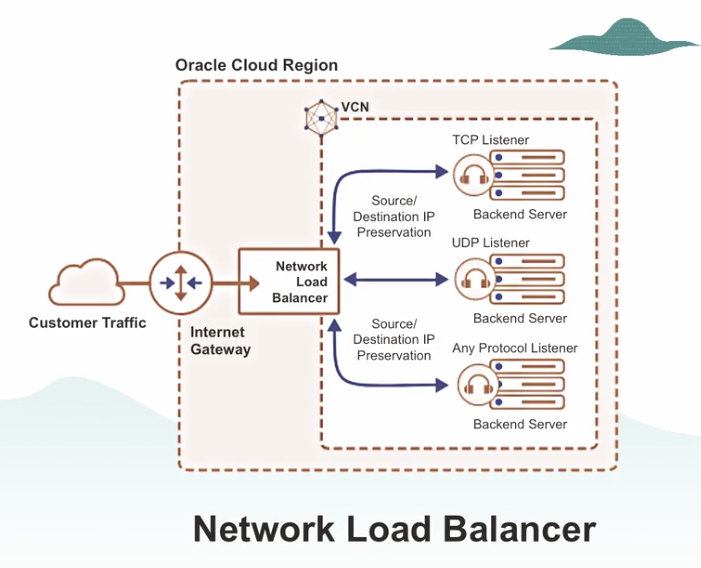 Oracle Cloud Region
VCN
TCP Listener
Source/
Destination IP
Preservation
Backend Server
UDP Listener
Network
Load
Balancer
Customer Traffic
Internet
Gateway
Backend Server
Source/
Destination IP
Preservation
Any Protocol Listener
Backend Server
Network Load Balancer